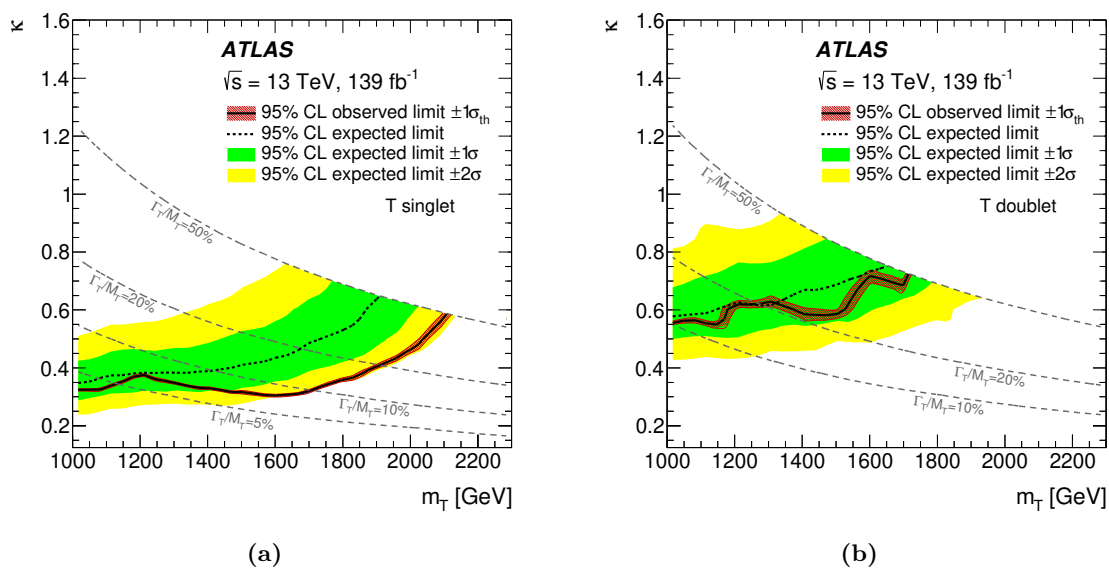 κ
1.6
1.4
1.2
1
0.8
0.6
0.4
0.2
ATLAS
√s = 13 TeV, 139 fb⁻¹
95% CL observed limit ±1σ_th
95% CL expected limit
95% CL expected limit ±1σ
95% CL expected limit ±2σ
T singlet
Γ_T/M_T=50%
Γ_T/M_T=20%
Γ_T/M_T=10%
Γ_T/M_T=5%
1000 1200 1400 1600 1800 2000 2200
m_T [GeV]
(a)
κ
1.6
1.4
1.2
1
0.8
0.6
0.4
0.2
ATLAS
√s = 13 TeV, 139 fb⁻¹
95% CL observed limit ±1σ_th
95% CL expected limit
95% CL expected limit ±1σ
95% CL expected limit ±2σ
T doublet
Γ_T/M_T=50%
Γ_T/M_T=20%
Γ_T/M_T=10%
1000 1200 1400 1600 1800 2000 2200
m_T [GeV]
(b)